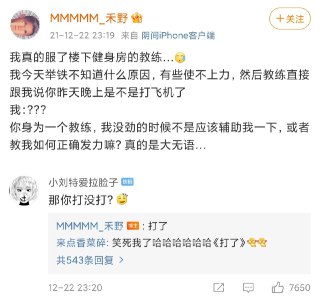 MMMMM_禾野
+关注
21-12-22 23:19 来自 阴间iPhone客户端
我真的服了楼下健身房的教练...
我今天举铁不知道什么原因，有些使不上力，然后教练直接
跟我说你昨天晚上是不是打飞机了
我:???
你身为一个教练，我没劲的时候不是应该辅助我一下，或者
教我如何正确发力嘛? 真的是大无语...
小刘特爱拉脸子
那你打没打?
MMMMM_禾野 : 打了
来点香菜碎: 笑死我了哈哈哈哈哈哈《打了》
共543条回复 >
12-22 23:20
7650